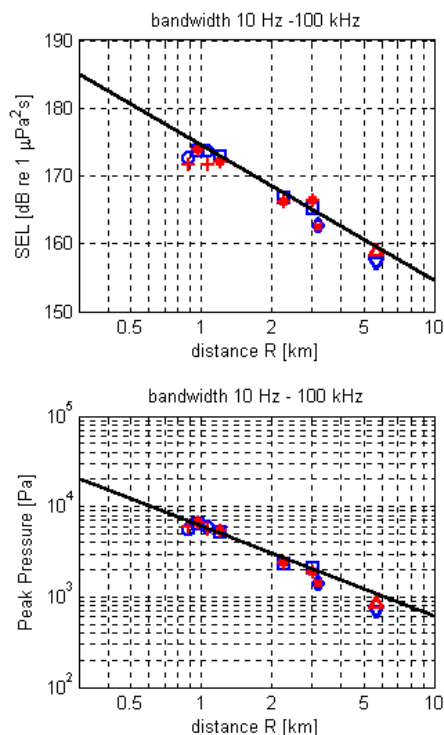 bandwidth 10 Hz -100 kHz
190
180
170
160
150
SEL [dB re 1 µPa²s]
0.5 1 2 5 10
distance R [km]
bandwidth 10 Hz - 100 kHz
10⁵
10⁴
10³
10²
Peak Pressure [Pa]
0.5 1 2 5 10
distance R [km]